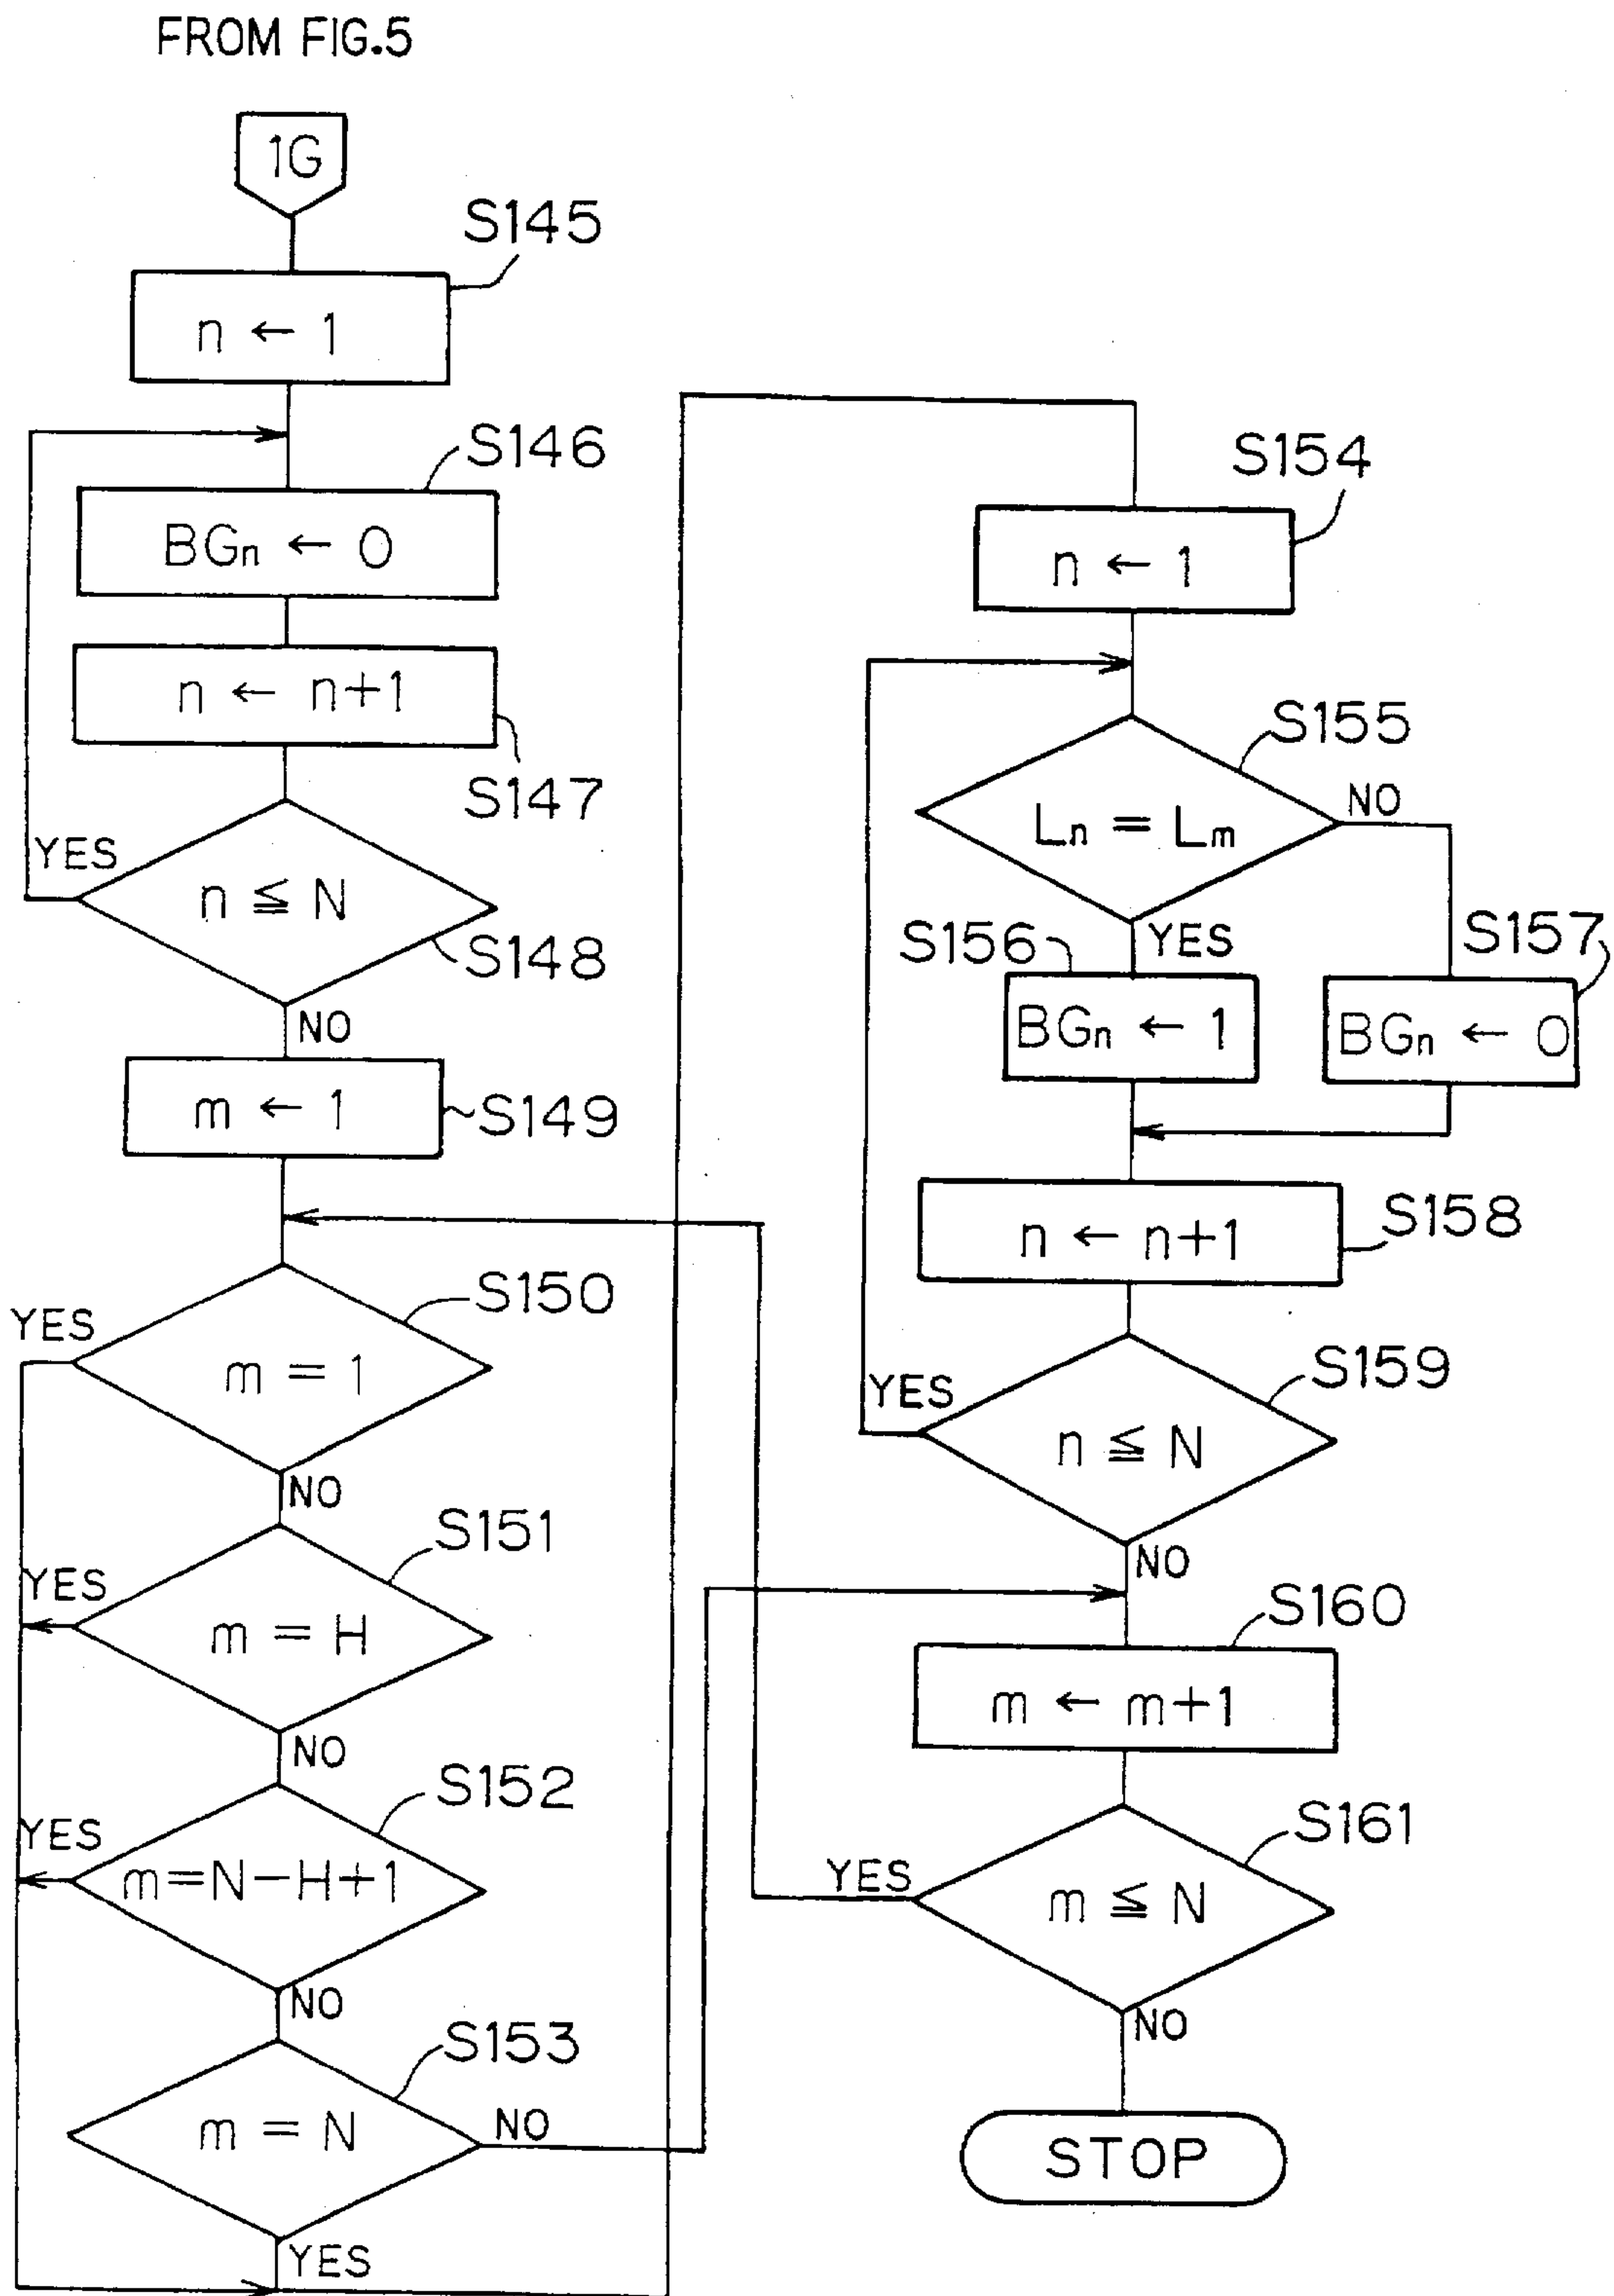 FROM FIG.5
1G
S145
n ← 1
S146
BGn ← 0
n ← n+1
S147
YES
n ≦ N
S148
NO
m ← 1
S149
S150
YES
m = 1
NO
S151
YES
m = H
NO
S152
YES
m=N-H+1
NO
S153
m = N
NO
YES
S154
n ← 1
S155
Ln = Lm
NO
YES
S156
BGn ← 1
S157
BGn ← 0
n ← n+1
S158
S159
YES
n ≦ N
NO
S160
m ← m+1
S161
YES
m ≦ N
NO
STOP